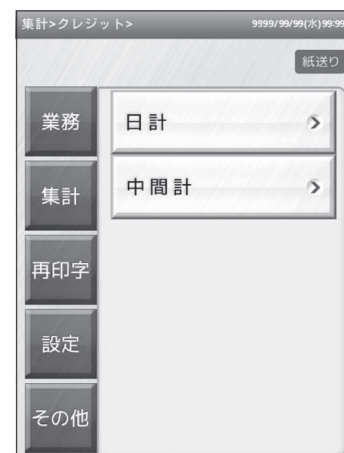 集計>クレジット> 9999/99/99(水)99:99
紙送り
業務
日計
中間計
集計
再印字
設定
その他